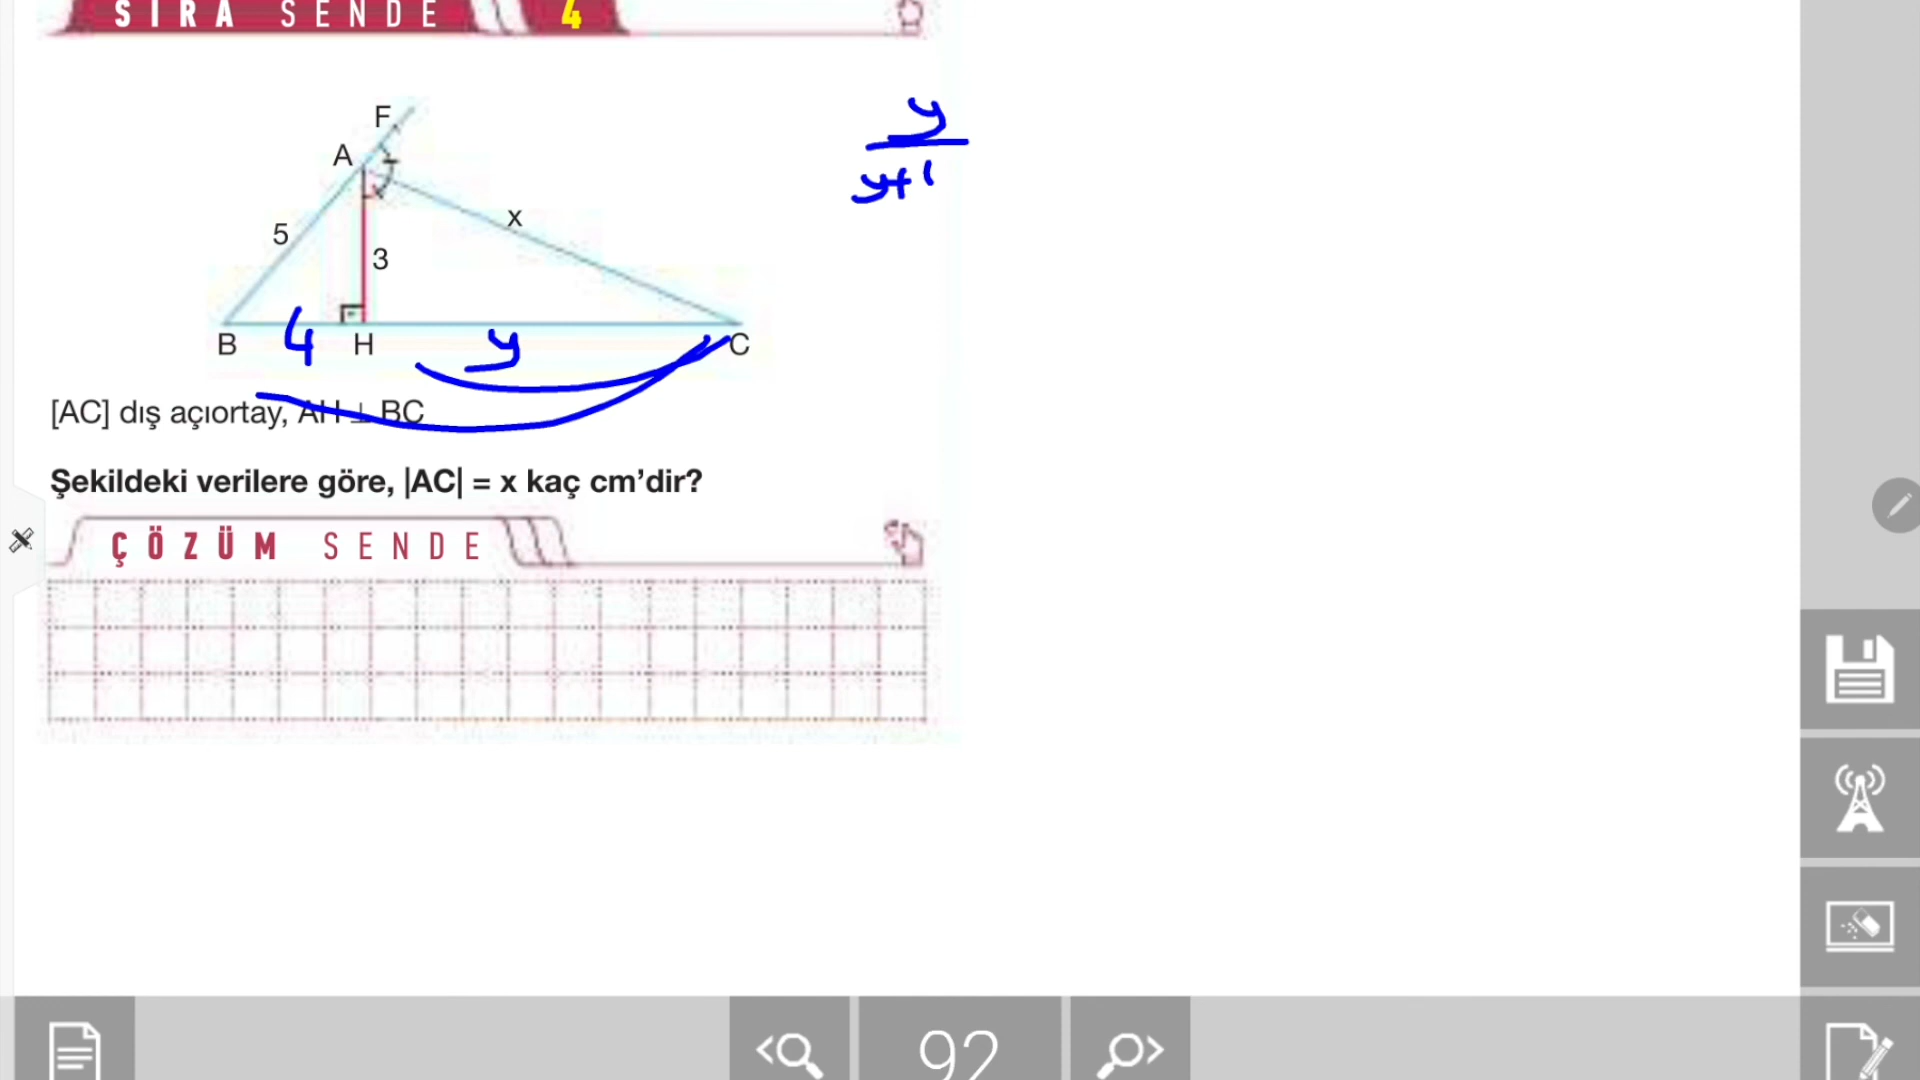 SIRA SENDE 4
F
A
5
x
3
B 4 H y C
y
y+1
[AC] dış açıortay, AH ⊥ BC
Şekildeki verilere göre, |AC| = x kaç cm’dir?
ÇÖZÜM SENDE
92